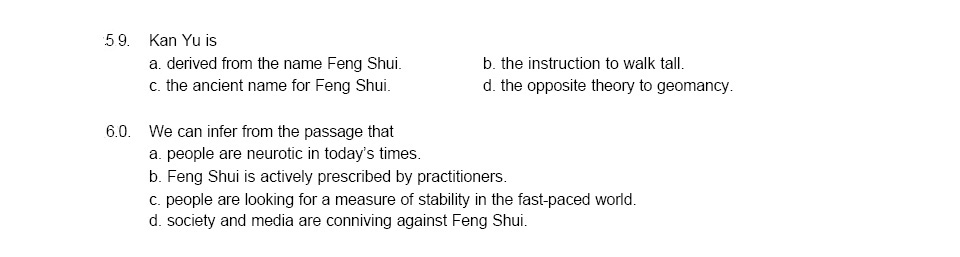 59. Kan Yu is
a. derived from the name Feng Shui. b. the instruction to walk tall.
c. the ancient name for Feng Shui. d. the opposite theory to geomancy.
6.0. We can infer from the passage that
a. people are neurotic in today's times.
b. Feng Shui is actively prescribed by practitioners.
c. people are looking for a measure of stability in the fast-paced world.
d. society and media are conniving against Feng Shui.